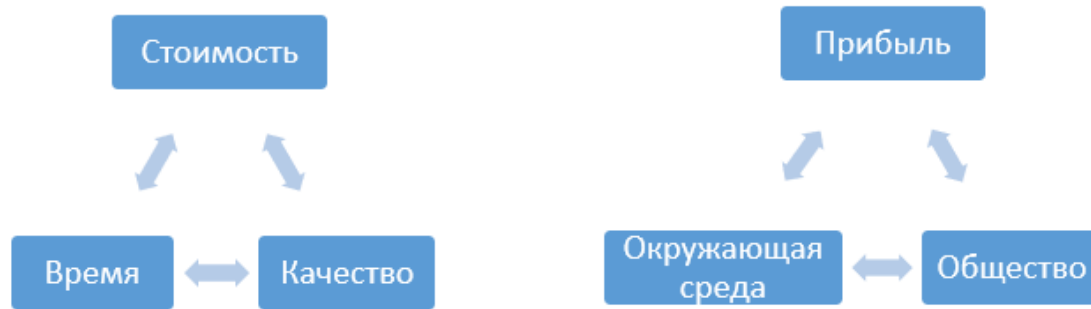 Стоимость
Время
Качество
Прибыль
Окружающая
среда
Общество